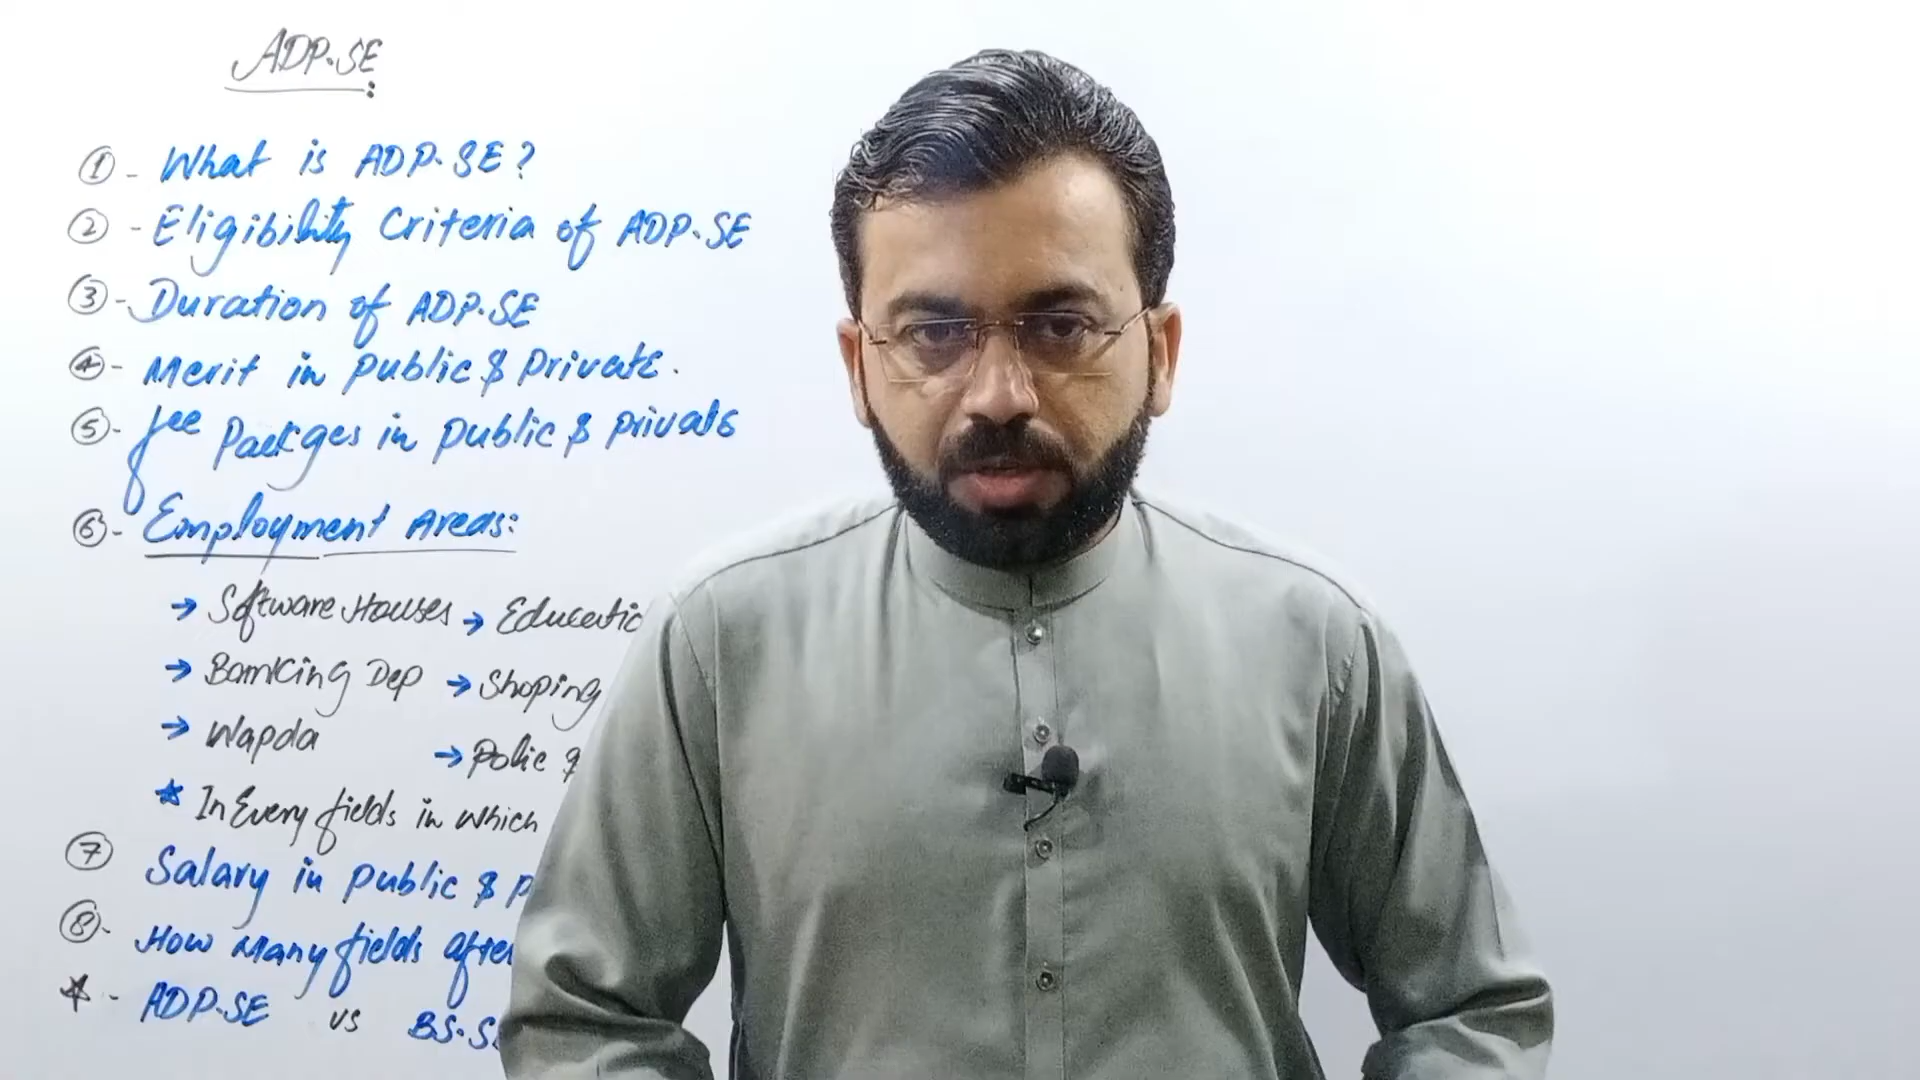 ADP.SE
① - What is ADP.SE?
② - Eligibility Criteria of ADP.SE
③ - Duration of ADP.SE
④ - Merit in Public & Private.
⑤ - fee Packges in Public & Private
⑥ - Employment Areas:
→ Software Houses → Educatio
→ Banking Dep → Shoping
→ Wapda → Polic
* In Every fields in which
⑦ Salary in Public & P
⑧ - How Many fields after
* - ADP.SE vs BS.S